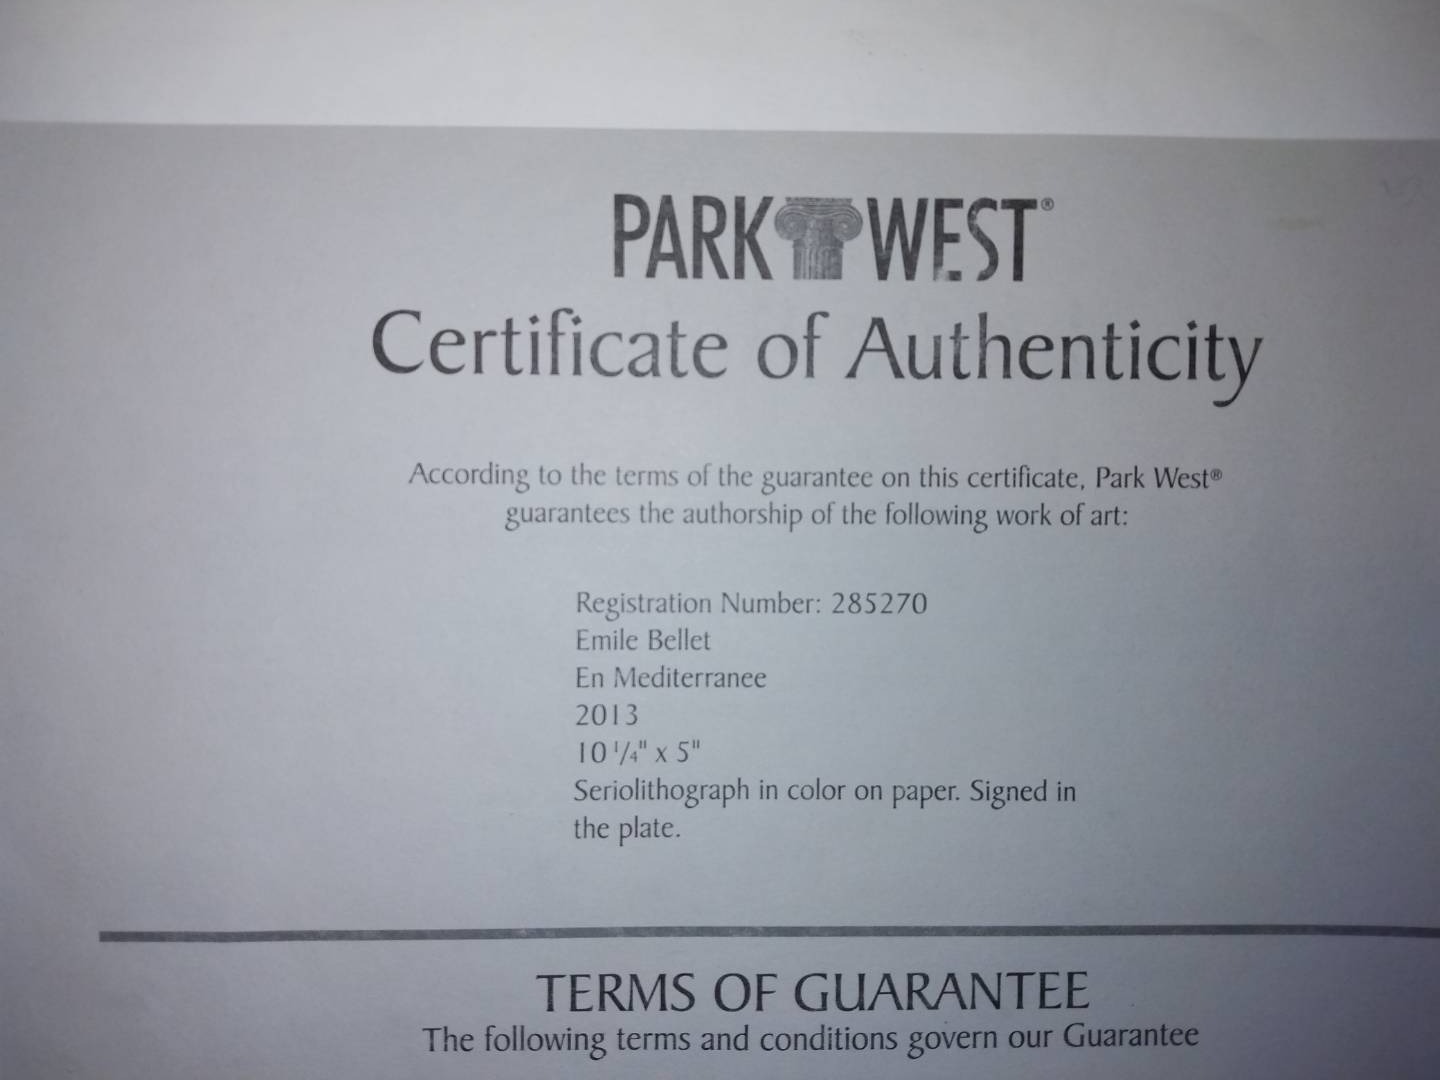 PARK WEST®
Certificate of Authenticity
According to the terms of the guarantee on this certificate, Park West®
guarantees the authorship of the following work of art:
Registration Number: 285270
Emile Bellet
En Mediterranee
2013
10 1/4" x 5"
Seriolithograph in color on paper. Signed in
the plate.
TERMS OF GUARANTEE
The following terms and conditions govern our Guarantee